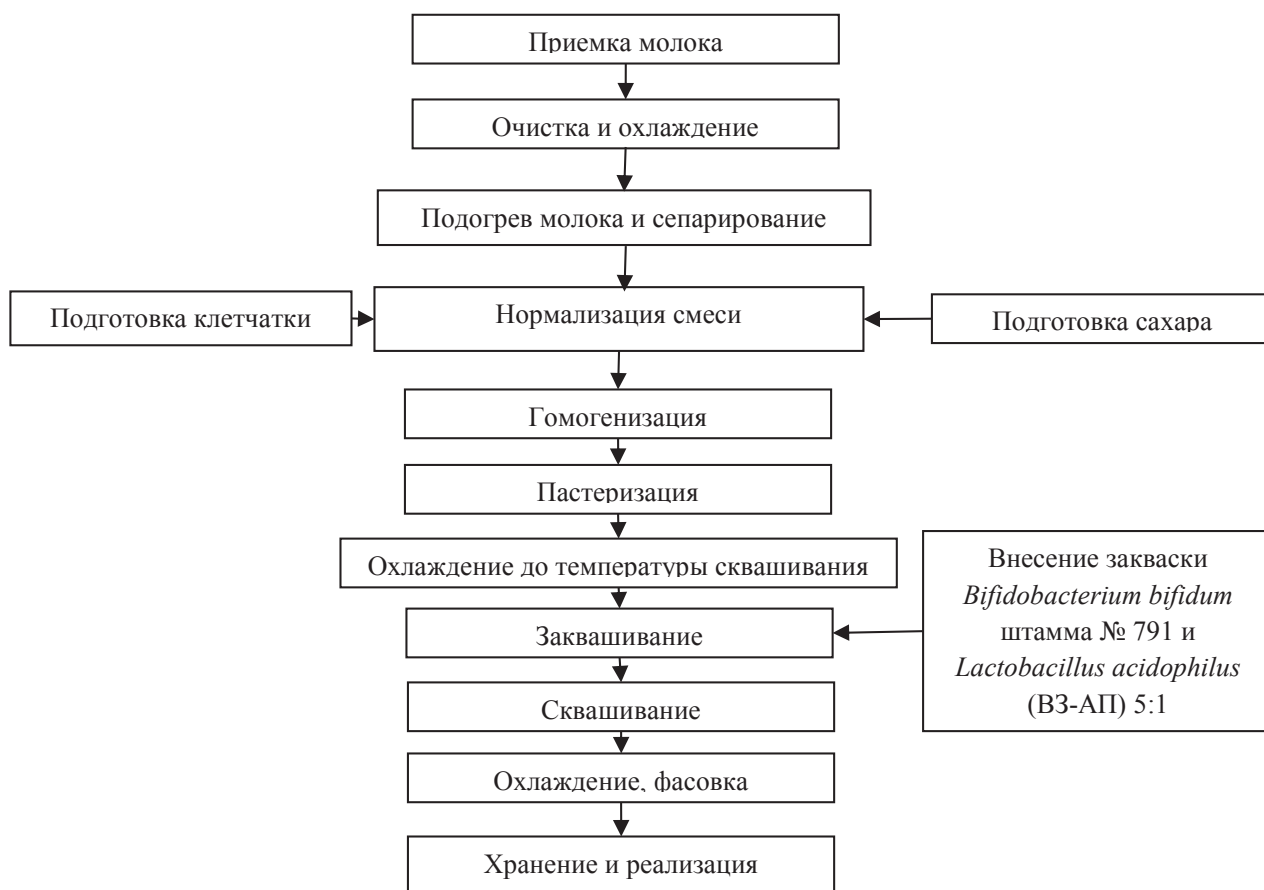 Приемка молока
Очистка и охлаждение
Подогрев молока и сепарирование
Подготовка клетчатки
Нормализация смеси
Подготовка сахара
Гомогенизация
Пастеризация
Охлаждение до температуры сквашивания
Заквашивание
Внесение закваски
Bifidobacterium bifidum
штамма № 791 и
Lactobacillus acidophilus
(ВЗ-АП) 5:1
Сквашивание
Охлаждение, фасовка
Хранение и реализация